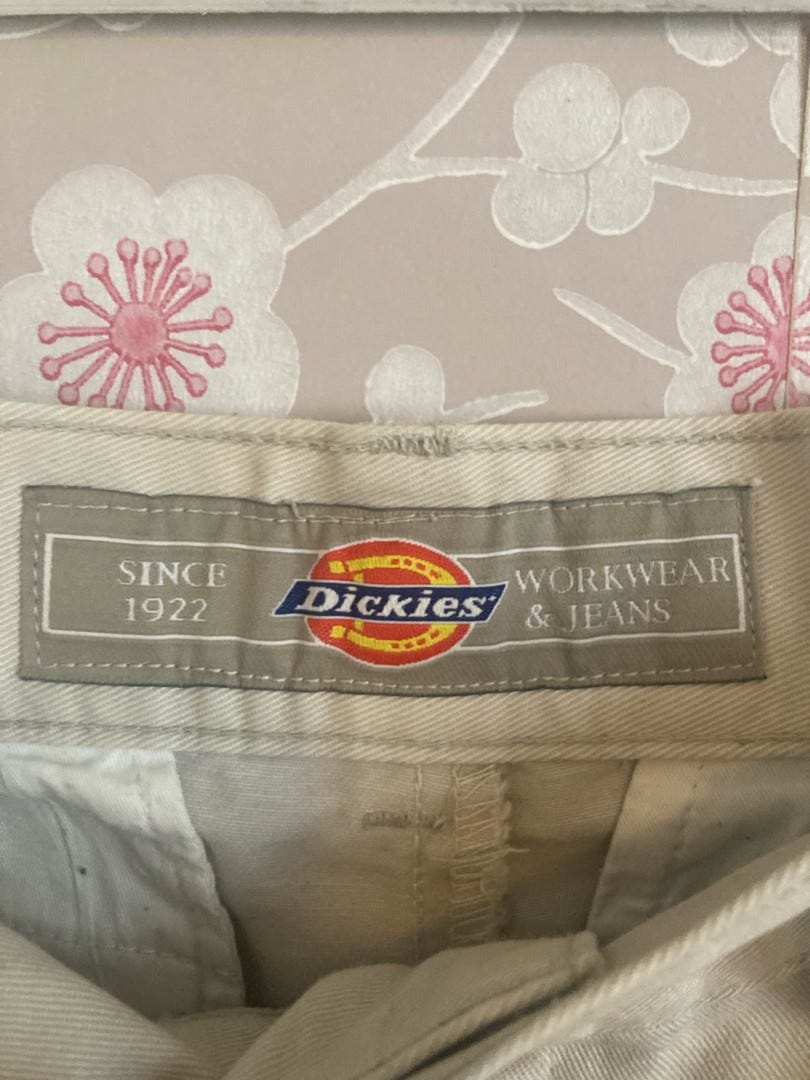 SINCE
1922
Dickies
WORKWEAR
& JEANS